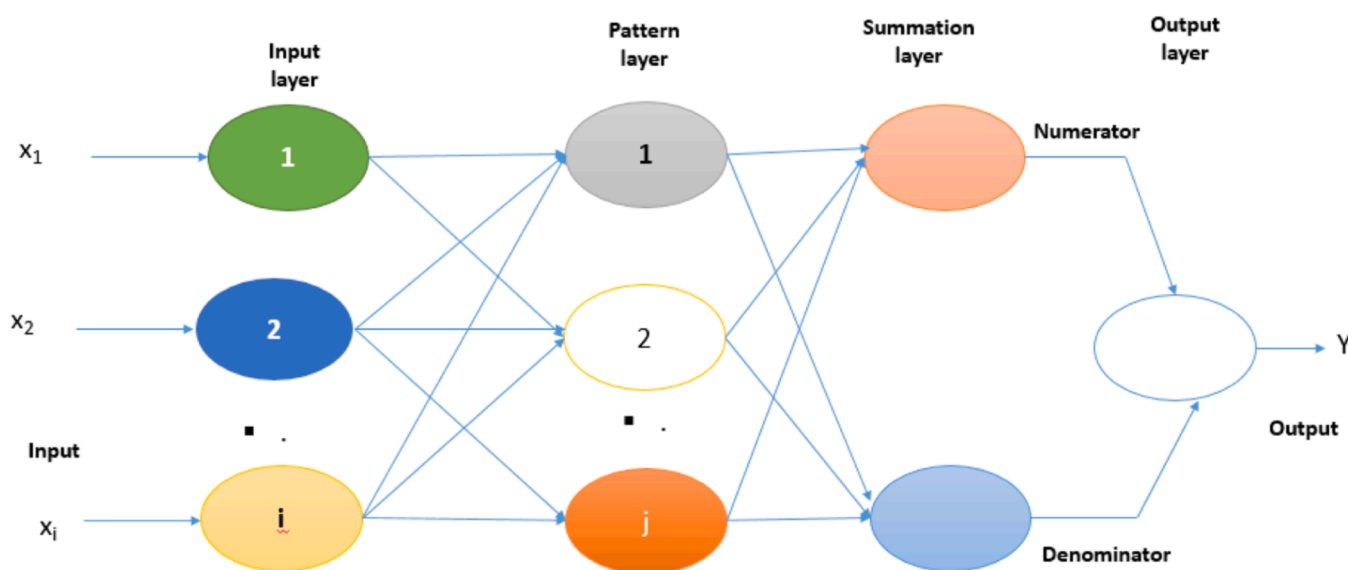 Input
layer
Pattern
layer
Summation
layer
Output
layer
x₁
1
1
Numerator
x₂
2
2
Y
Input
Output
xᵢ
i
j
Denominator